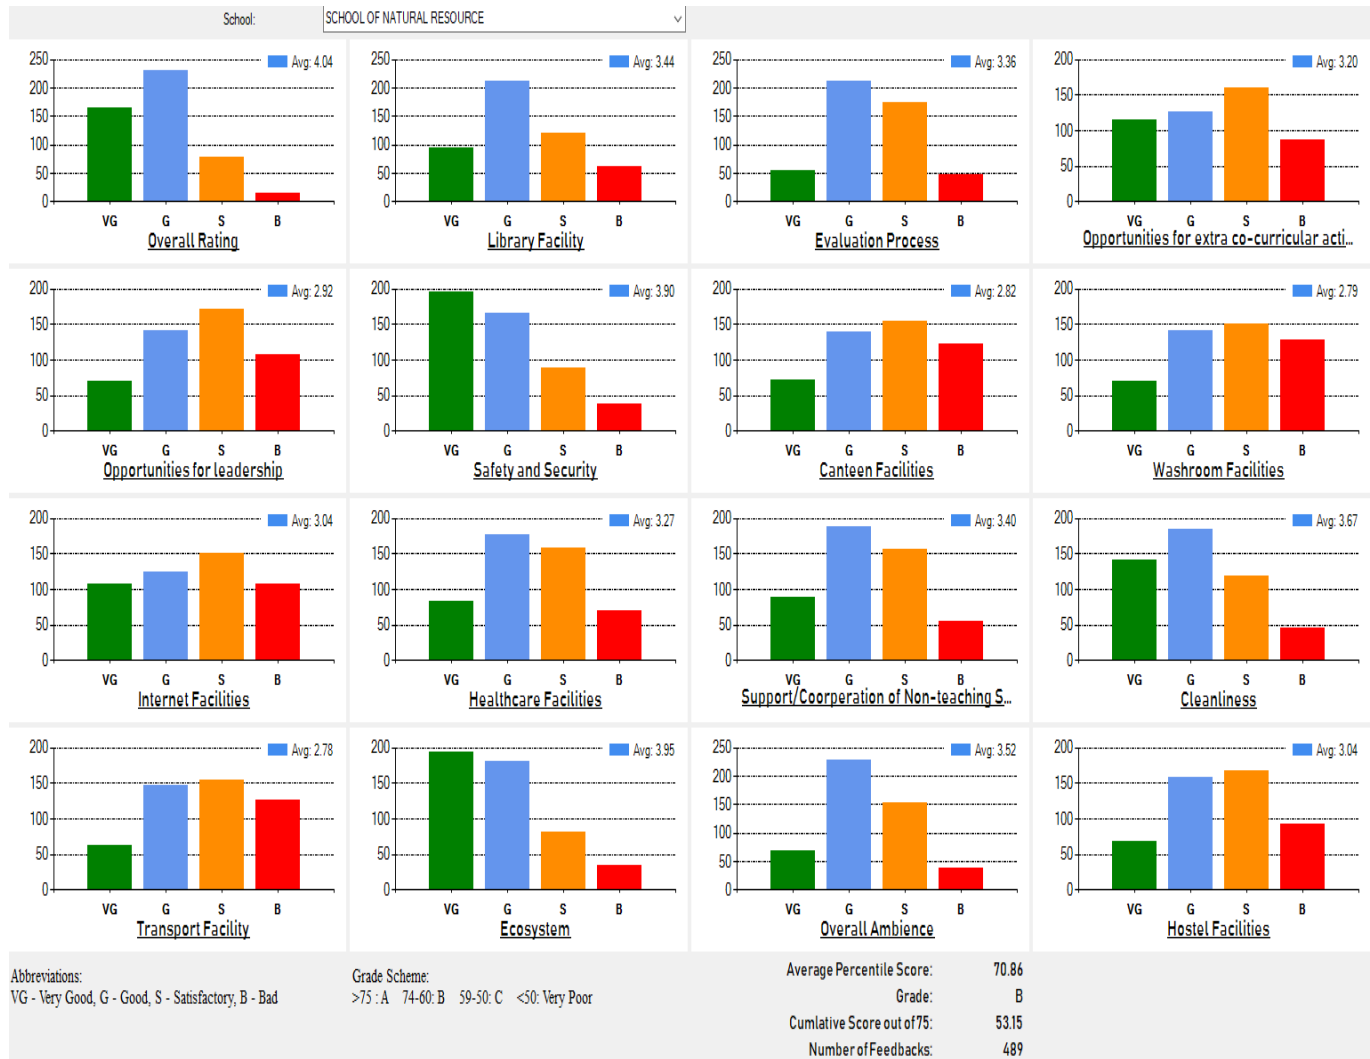 School: SCHOOL OF NATURAL RESOURCE
250
200
150
100
50
0
Avg: 4.04
VG G S B
Overall Rating
250
200
150
100
50
0
Avg: 3.44
VG G S B
Library Facility
250
200
150
100
50
0
Avg: 3.36
VG G S B
Evaluation Process
200
150
100
50
0
Avg: 3.20
VG G S B
Opportunities for extra co-curricular acti...
200
150
100
50
0
Avg: 2.92
VG G S B
Opportunities for leadership
200
150
100
50
0
Avg: 3.90
VG G S B
Safety and Security
200
150
100
50
0
Avg: 2.82
VG G S B
Canteen Facilities
200
150
100
50
0
Avg: 2.79
VG G S B
Washroom Facilities
200
150
100
50
0
Avg: 3.04
VG G S B
Internet Facilities
200
150
100
50
0
Avg: 3.27
VG G S B
Healthcare Facilities
200
150
100
50
0
Avg: 3.40
VG G S B
Support/Coorperation of Non-teaching S...
200
150
100
50
0
Avg: 3.67
VG G S B
Cleanliness
200
150
100
50
0
Avg: 2.78
VG G S B
Transport Facility
200
150
100
50
0
Avg: 3.95
VG G S B
Ecosystem
250
200
150
100
50
0
Avg: 3.52
VG G S B
Overall Ambience
200
150
100
50
0
Avg: 3.04
VG G S B
Hostel Facilities
Abbreviations:
VG - Very Good, G - Good, S - Satisfactory, B - Bad
Grade Scheme:
>75 : A 74-60: B 59-50: C <50: Very Poor
Average Percentile Score: 70.86
Grade: B
Cumlative Score out of 75: 53.15
Number of Feedbacks: 489